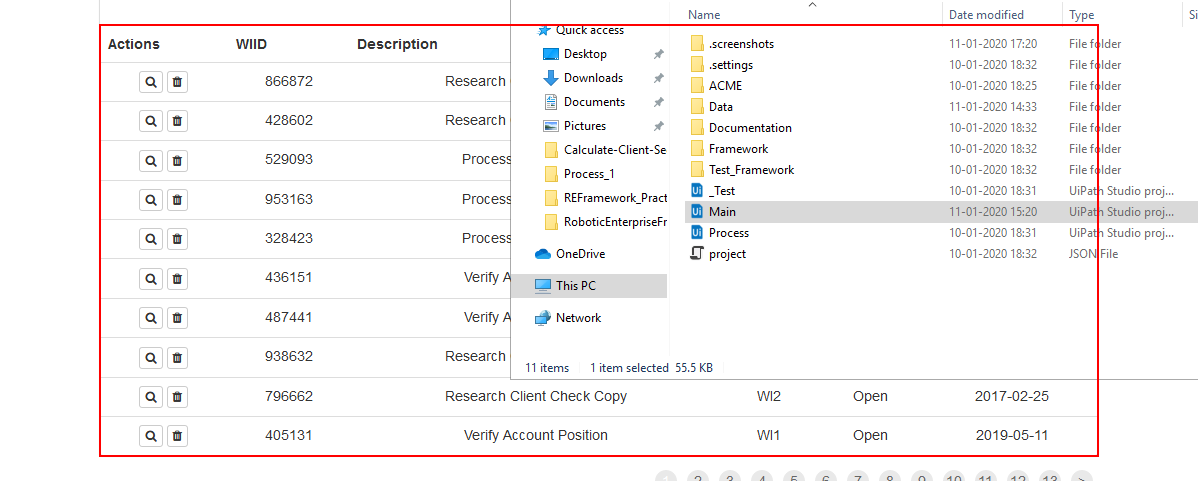 Name Date modified Type
Actions WIID Description
866872 Research
428602 Research
529093 Process
953163 Process
328423 Process
436151 Verify
487441 Verify
938632 Research
796662 Research Client Check Copy WI2 Open 2017-02-25
405131 Verify Account Position WI1 Open 2019-05-11
Quick access
Desktop
Downloads
Documents
Pictures
Calculate-Client-Se
Process_1
REFramework_Pract
RoboticEnterpriseFr
OneDrive
This PC
Network
.screenshots 11-01-2020 17:20 File folder
.settings 10-01-2020 18:32 File folder
ACME 10-01-2020 18:25 File folder
Data 11-01-2020 14:33 File folder
Documentation 10-01-2020 18:32 File folder
Framework 10-01-2020 18:32 File folder
Test_Framework 10-01-2020 18:32 File folder
_Test 10-01-2020 18:31 UiPath Studio proj...
Main 11-01-2020 15:20 UiPath Studio proj...
Process 10-01-2020 18:31 UiPath Studio proj...
project 10-01-2020 18:32 JSON File
11 items 1 item selected 55.5 KB
1 2 3 4 5 6 7 8 9 10 11 12 13 >